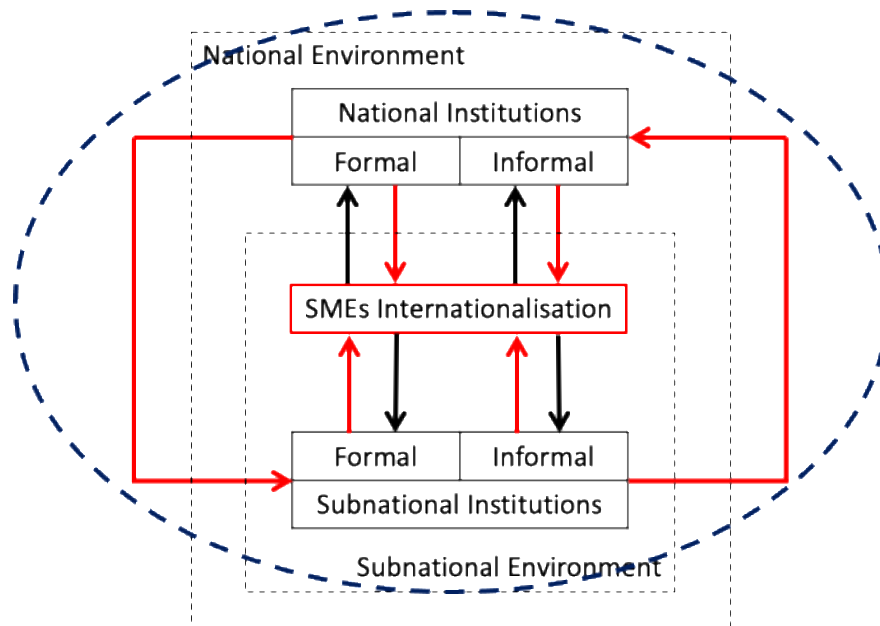 National Environment
National Institutions
Formal Informal
SMEs Internationalisation
Formal Informal
Subnational Institutions
Subnational Environment